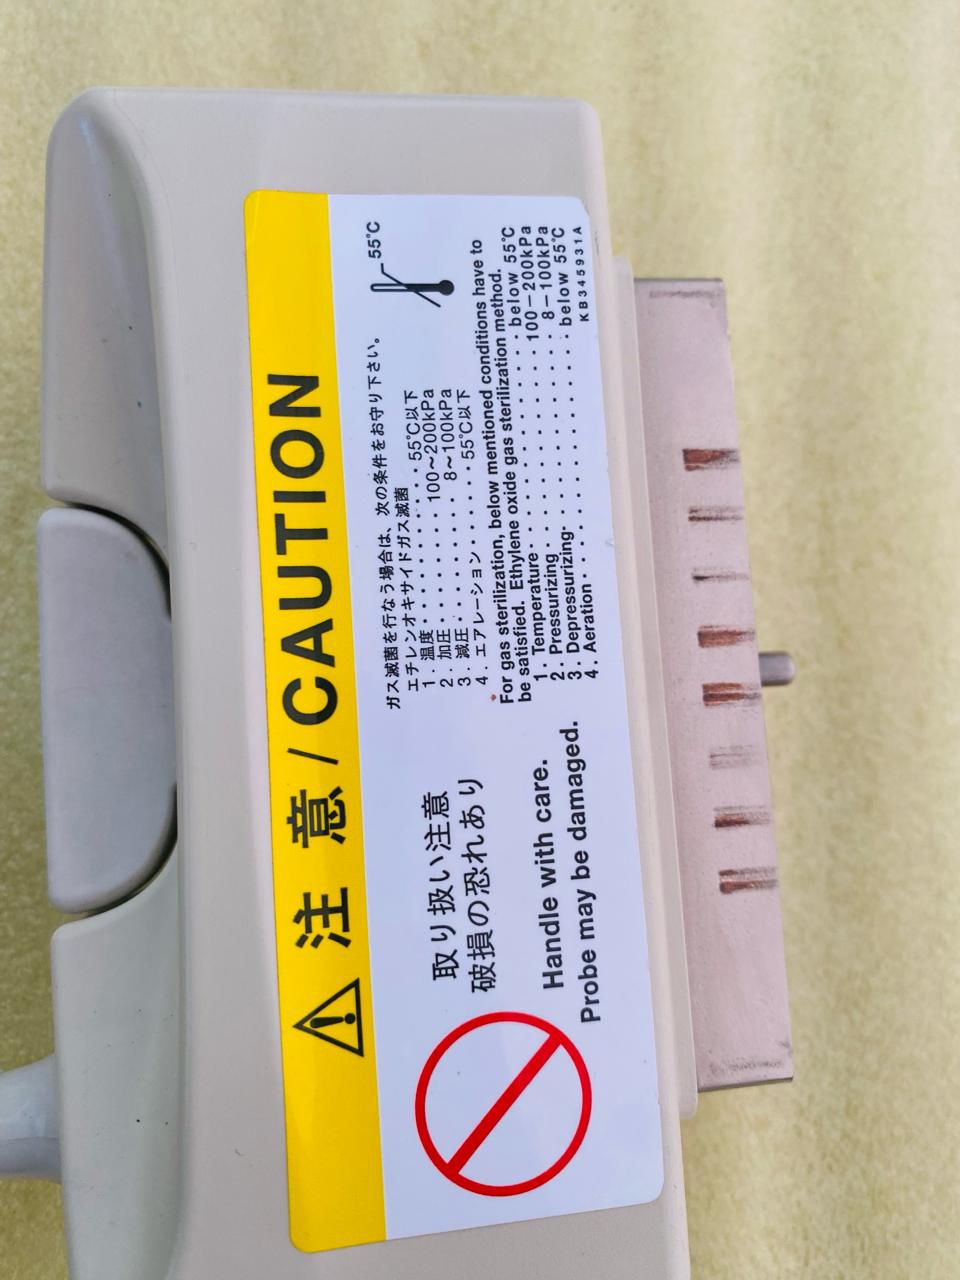 注 意 / CAUTION
取り扱い注意
破損の恐れあり
Handle with care.
Probe may be damaged.
ガス滅菌を行なう場合は、次の条件をお守り下さい。
エチレンオキサイドガス滅菌
1. 温度・・・・・・・・・・・55℃以下
2. 加圧・・・・・・・・100~200kPa
3. 減圧・・・・・・・・・8~100kPa
4. エアレーション・・・・・・55℃以下
55℃
For gas sterilization, below mentioned conditions have to
be satisfied. Ethylene oxide gas sterilization method.
1. Temperature・・・・・・・・・・・・・below 55℃
2. Pressurizing・・・・・・・・・・・・100-200kPa
3. Depressurizing・・・・・・・・・・・・8-100kPa
4. Aeration・・・・・・・・・・・・・・・below 55℃
KB345931A